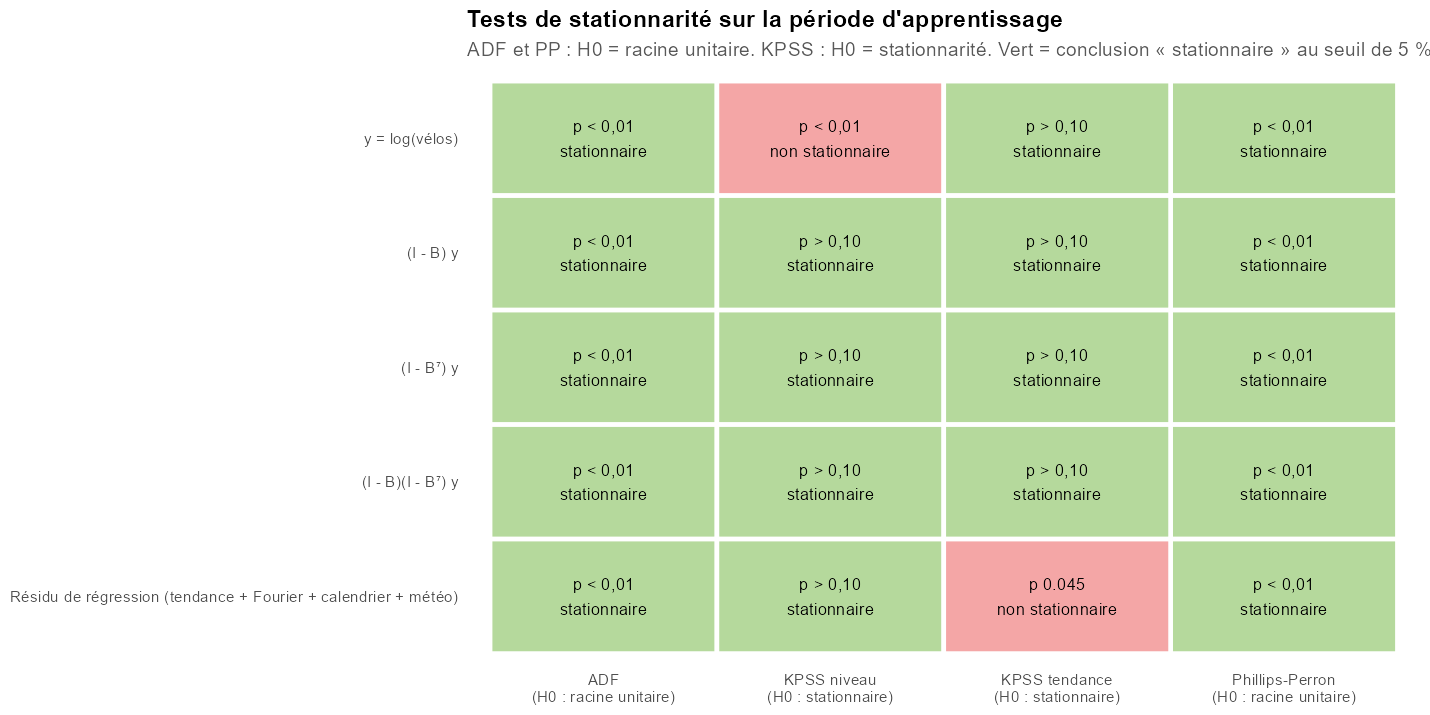 Tests de stationnarité sur la période d'apprentissage
ADF et PP : H0 = racine unitaire. KPSS : H0 = stationnarité. Vert = conclusion « stationnaire » au seuil de 5 %
y = log(vélos)
p < 0,01
stationnaire
p < 0,01
non stationnaire
p > 0,10
stationnaire
p < 0,01
stationnaire
(I - B) y
p < 0,01
stationnaire
p > 0,10
stationnaire
p > 0,10
stationnaire
p < 0,01
stationnaire
(I - B⁷) y
p < 0,01
stationnaire
p > 0,10
stationnaire
p > 0,10
stationnaire
p < 0,01
stationnaire
(I - B)(I - B⁷) y
p < 0,01
stationnaire
p > 0,10
stationnaire
p > 0,10
stationnaire
p < 0,01
stationnaire
Résidu de régression (tendance + Fourier + calendrier + météo)
p < 0,01
stationnaire
p > 0,10
stationnaire
p 0.045
non stationnaire
p < 0,01
stationnaire
ADF
(H0 : racine unitaire)
KPSS niveau
(H0 : stationnaire)
KPSS tendance
(H0 : stationnaire)
Phillips-Perron
(H0 : racine unitaire)